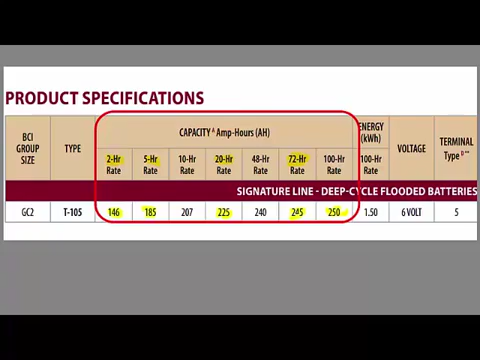 PRODUCT SPECIFICATIONS
BCI GROUP SIZE TYPE CAPACITY A Amp-Hours (AH) ENERGY (kWh) VOLTAGE TERMINAL Type D **
2-Hr Rate 5-Hr Rate 10-Hr Rate 20-Hr Rate 48-Hr Rate 72-Hr Rate 100-Hr Rate 100-Hr Rate
SIGNATURE LINE - DEEP-CYCLE FLOODED BATTERIES
GC2 T-105 146 185 207 225 240 245 250 1.50 6 VOLT 5